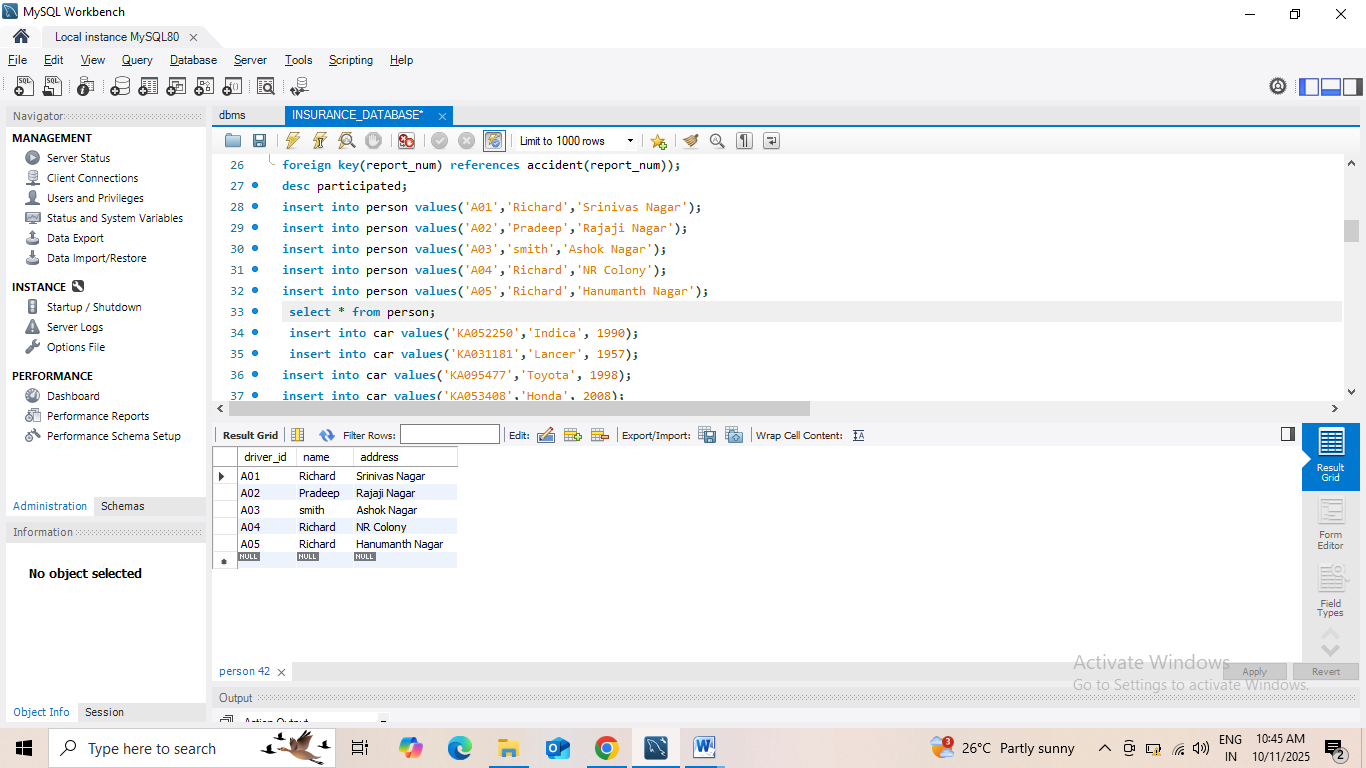 MySQL Workbench
Local instance MySQL80
File Edit View Query Database Server Tools Scripting Help
Navigator
MANAGEMENT
Server Status
Client Connections
Users and Privileges
Status and System Variables
Data Export
Data Import/Restore
INSTANCE
Startup / Shutdown
Server Logs
Options File
PERFORMANCE
Dashboard
Performance Reports
Performance Schema Setup
Administration Schemas
Information
No object selected
Object Info Session
dbms INSURANCE_DATABASE*
Limit to 1000 rows
26 foreign key(report_num) references accident(report_num));
27 desc participated;
28 insert into person values('A01','Richard','Srinivas Nagar');
29 insert into person values('A02','Pradeep','Rajaji Nagar');
30 insert into person values('A03','smith','Ashok Nagar');
31 insert into person values('A04','Richard','NR Colony');
32 insert into person values('A05','Richard','Hanumanth Nagar');
33 select * from person;
34 insert into car values('KA052250','Indica', 1990);
35 insert into car values('KA031181','Lancer', 1957);
36 insert into car values('KA095477','Toyota', 1998);
37 insert into car values('KA053408','Honda', 2008);
Result Grid Filter Rows: Edit: Export/Import: Wrap Cell Content:
driver_id name address
A01 Richard Srinivas Nagar
A02 Pradeep Rajaji Nagar
A03 smith Ashok Nagar
A04 Richard NR Colony
A05 Richard Hanumanth Nagar
NULL NULL NULL
Result
Grid
Form
Editor
Field
Types
person 42
Apply Revert
Activate Windows
Go to Settings to activate Windows.
Output
Action Output
Type here to search
3
26°C Partly sunny
ENG
IN
10:45 AM
10/11/2025
2